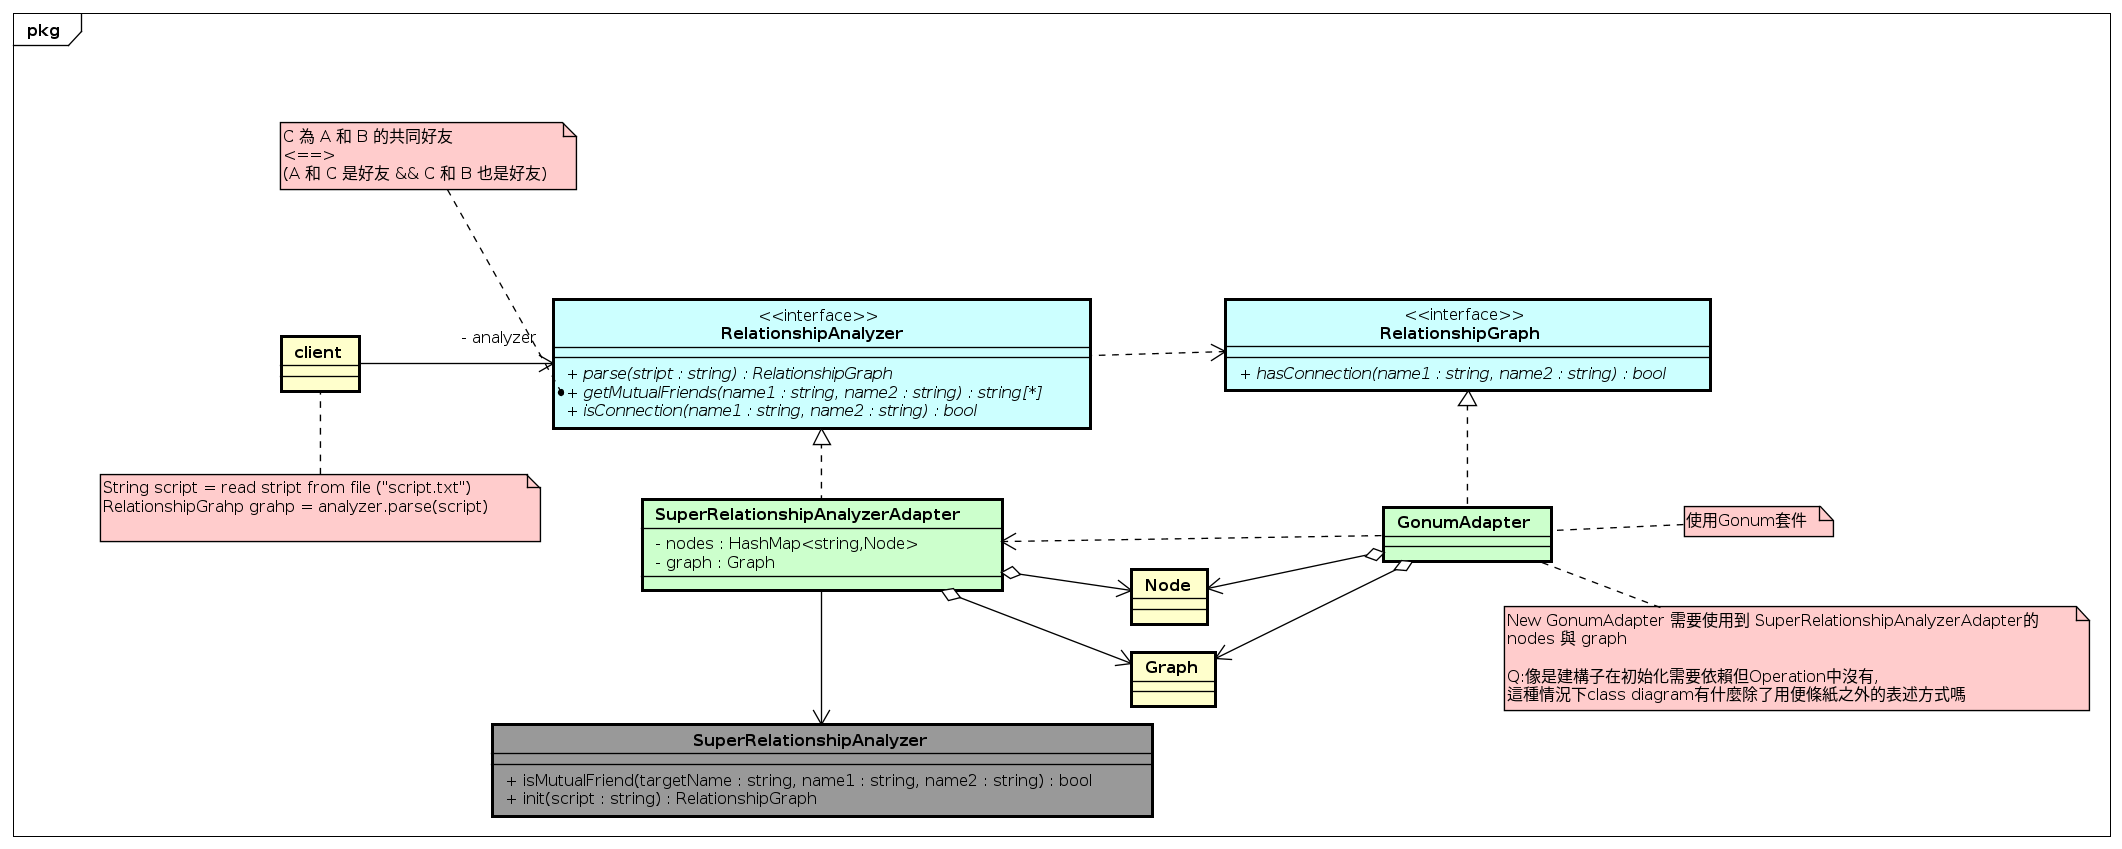 pkg
C 為 A 和 B 的共同好友
<==>
(A 和 C 是好友 && C 和 B 也是好友)
- analyzer
client
<<interface>>
RelationshipAnalyzer
+ parse(stript : string) : RelationshipGraph
+ getMutualFriends(name1 : string, name2 : string) : string[*]
+ isConnection(name1 : string, name2 : string) : bool
<<interface>>
RelationshipGraph
+ hasConnection(name1 : string, name2 : string) : bool
String script = read stript from file ("script.txt")
RelationshipGrahp grahp = analyzer.parse(script)
SuperRelationshipAnalyzerAdapter
- nodes : HashMap<string,Node>
- graph : Graph
GonumAdapter
使用Gonum套件
Node
Graph
New GonumAdapter 需要使用到 SuperRelationshipAnalyzerAdapter的
nodes 與 graph
Q:像是建構子在初始化需要依賴但Operation中沒有,
這種情況下class diagram有什麼除了用便條紙之外的表述方式嗎
SuperRelationshipAnalyzer
+ isMutualFriend(targetName : string, name1 : string, name2 : string) : bool
+ init(script : string) : RelationshipGraph